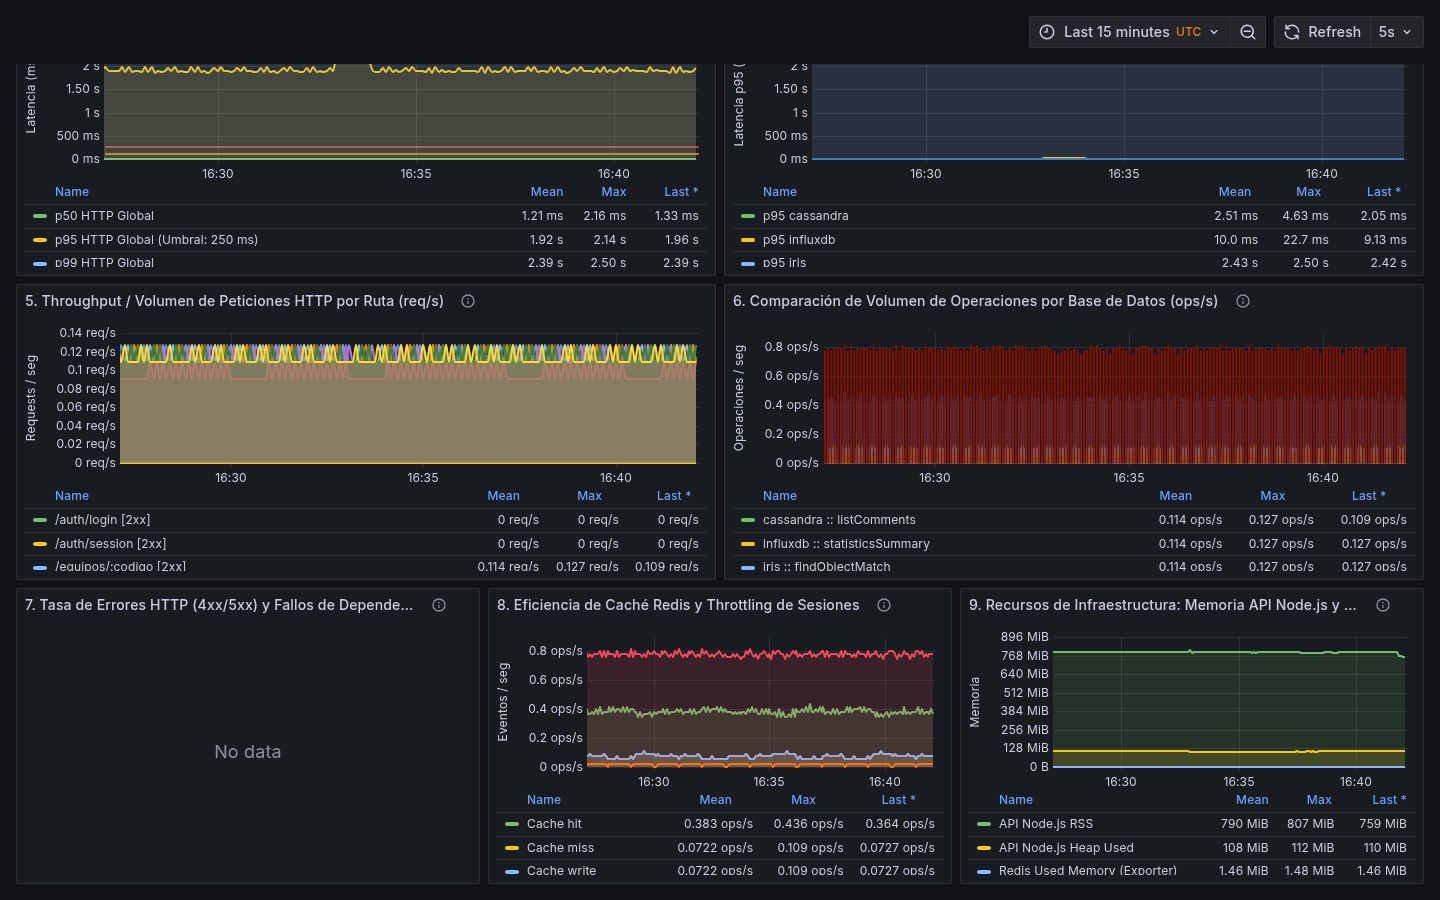 Last 15 minutes UTC
Refresh
5s
Latencia (ms
2 s
1.50 s
1 s
500 ms
0 ms
16:30 16:35 16:40
Name Mean Max Last *
p50 HTTP Global 1.21 ms 2.16 ms 1.33 ms
p95 HTTP Global (Umbral: 250 ms) 1.92 s 2.14 s 1.96 s
p99 HTTP Global 2.39 s 2.50 s 2.39 s
Latencia p95 (
2 s
1.50 s
1 s
500 ms
0 ms
16:30 16:35 16:40
Name Mean Max Last *
p95 cassandra 2.51 ms 4.63 ms 2.05 ms
p95 influxdb 10.0 ms 22.7 ms 9.13 ms
p95 iris 2.43 s 2.50 s 2.42 s
5. Throughput / Volumen de Peticiones HTTP por Ruta (req/s)
Requests / seg
0.14 req/s
0.12 req/s
0.1 req/s
0.08 req/s
0.06 req/s
0.04 req/s
0.02 req/s
0 req/s
16:30 16:35 16:40
Name Mean Max Last *
/auth/login [2xx] 0 req/s 0 req/s 0 req/s
/auth/session [2xx] 0 req/s 0 req/s 0 req/s
/equipos/:codigo [2xx] 0.114 req/s 0.127 req/s 0.109 req/s
6. Comparación de Volumen de Operaciones por Base de Datos (ops/s)
Operaciones / seg
0.8 ops/s
0.6 ops/s
0.4 ops/s
0.2 ops/s
0 ops/s
16:30 16:35 16:40
Name Mean Max Last *
cassandra :: listComments 0.114 ops/s 0.127 ops/s 0.109 ops/s
influxdb :: statisticsSummary 0.114 ops/s 0.127 ops/s 0.127 ops/s
iris :: findObjectMatch 0.114 ops/s 0.127 ops/s 0.127 ops/s
7. Tasa de Errores HTTP (4xx/5xx) y Fallos de Depende...
No data
8. Eficiencia de Caché Redis y Throttling de Sesiones
Eventos / seg
0.8 ops/s
0.6 ops/s
0.4 ops/s
0.2 ops/s
0 ops/s
16:30 16:35 16:40
Name Mean Max Last *
Cache hit 0.383 ops/s 0.436 ops/s 0.364 ops/s
Cache miss 0.0722 ops/s 0.109 ops/s 0.0727 ops/s
Cache write 0.0722 ops/s 0.109 ops/s 0.0727 ops/s
9. Recursos de Infraestructura: Memoria API Node.js y ...
Memoria
896 MiB
768 MiB
640 MiB
512 MiB
384 MiB
256 MiB
128 MiB
0 B
16:30 16:35 16:40
Name Mean Max Last *
API Node.js RSS 790 MiB 807 MiB 759 MiB
API Node.js Heap Used 108 MiB 112 MiB 110 MiB
Redis Used Memory (Exporter) 1.46 MiB 1.48 MiB 1.46 MiB